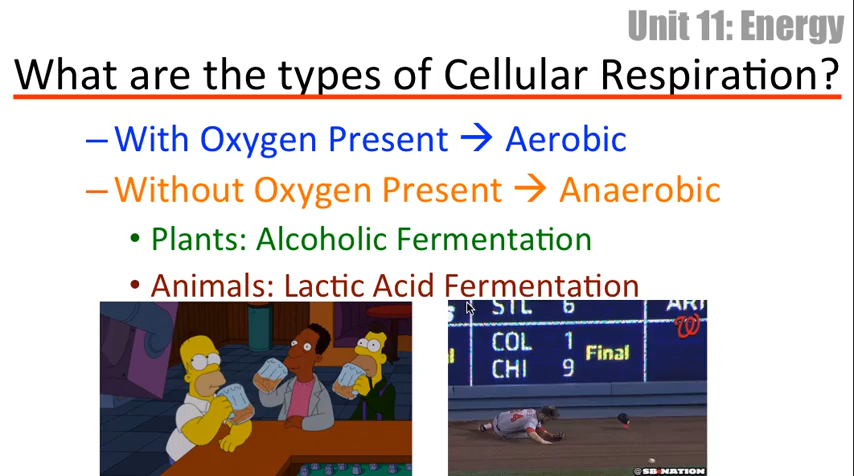 Unit 11: Energy
What are the types of Cellular Respiration?
– With Oxygen Present → Aerobic
– Without Oxygen Present → Anaerobic
• Plants: Alcoholic Fermentation
• Animals: Lactic Acid Fermentation
STL 6
COL 1
CHI 9
Final
W
4
@SBNATION